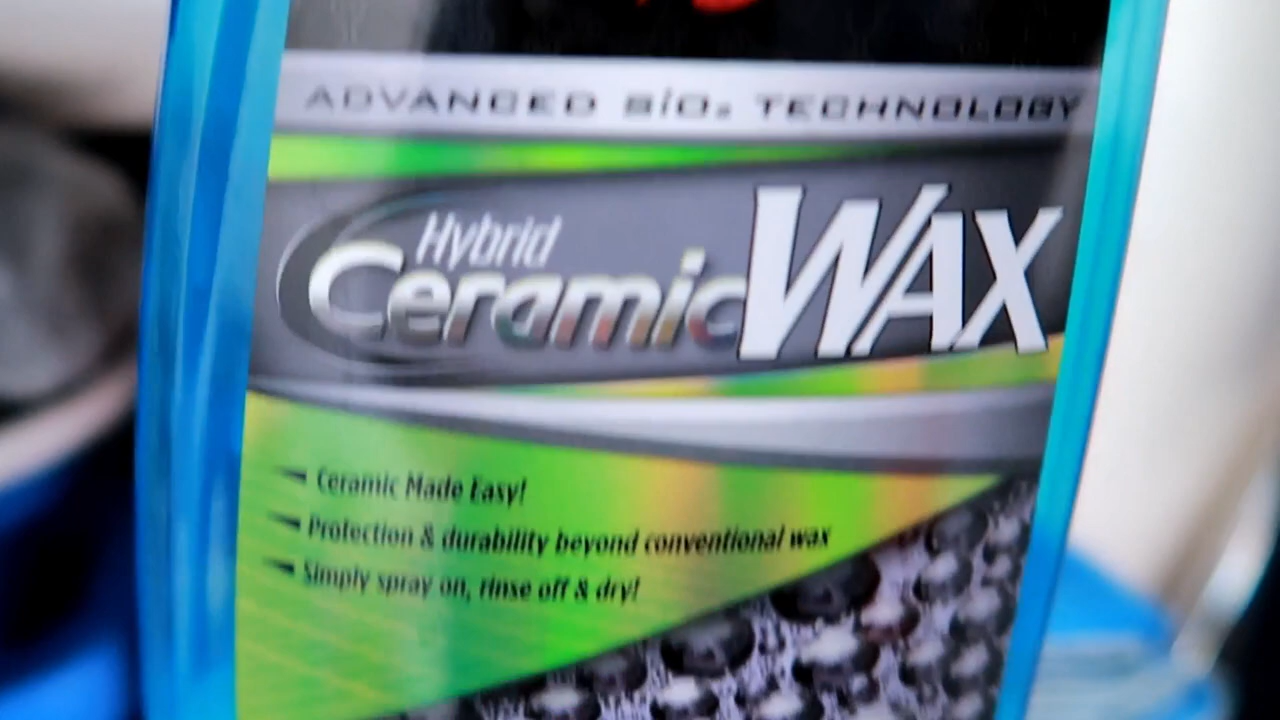 ADVANCED SiO₂ TECHNOLOGY
Hybrid
Ceramic WAX
Ceramic Made Easy!
Protection & durability beyond conventional wax
Simply spray on, rinse off & dry!